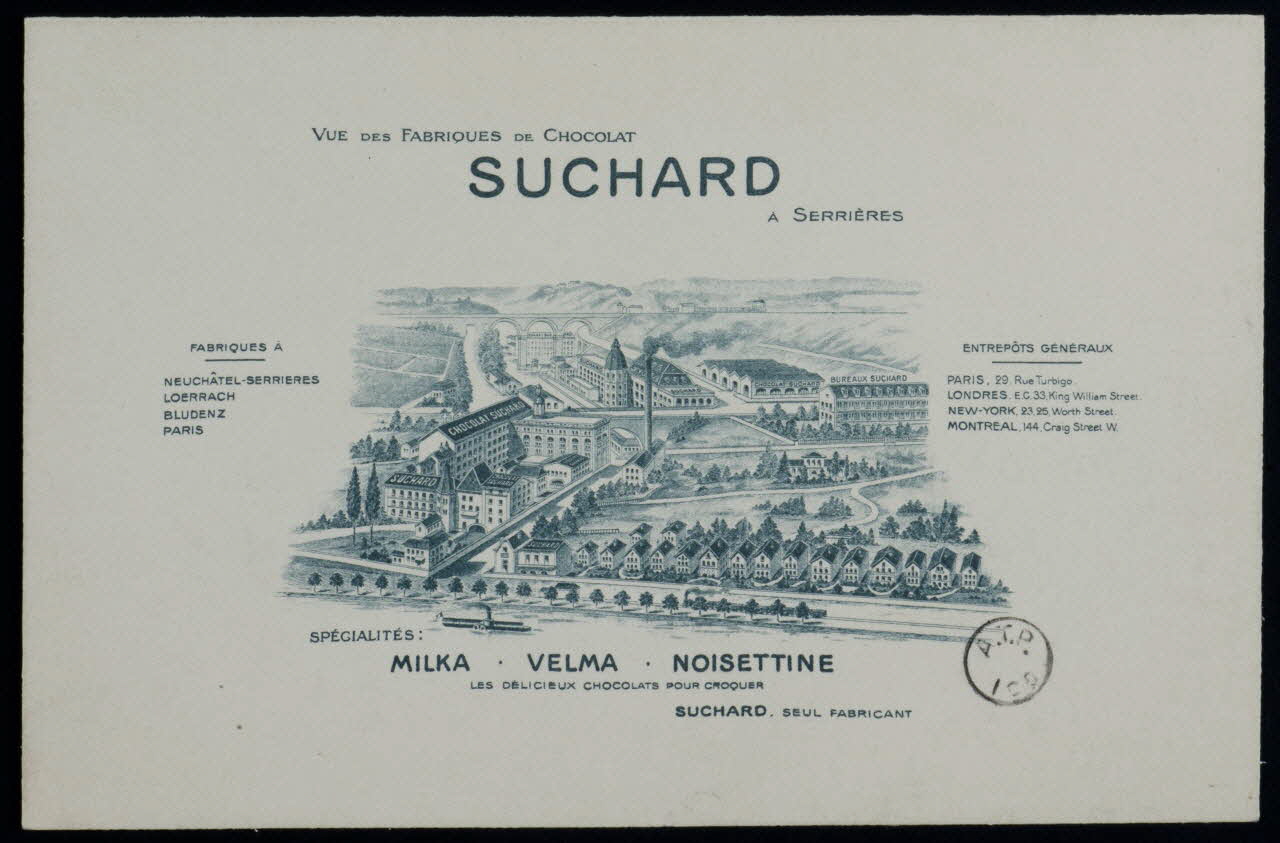 VUE DES FABRIQUES DE CHOCOLAT
SUCHARD
À SERRIÈRES
FABRIQUES À
NEUCHÂTEL-SERRIERES
LOERRACH
BLUDENZ
PARIS
ENTREPÔTS GÉNÉRAUX
PARIS, 29. Rue Turbigo.
LONDRES. E.C. 33, King William Street.
NEW-YORK, 23.25, Worth Street.
MONTRÉAL, 144, Craig Street W.
CHOCOLAT SUCHARD
BUREAUX SUCHARD
CHOCOLAT SUCHARD
SUCHARD
SPÉCIALITÉS:
MILKA · VELMA · NOISETTINE
LES DÉLICIEUX CHOCOLATS POUR CROQUER
SUCHARD, SEUL FABRICANT
A.T.P.